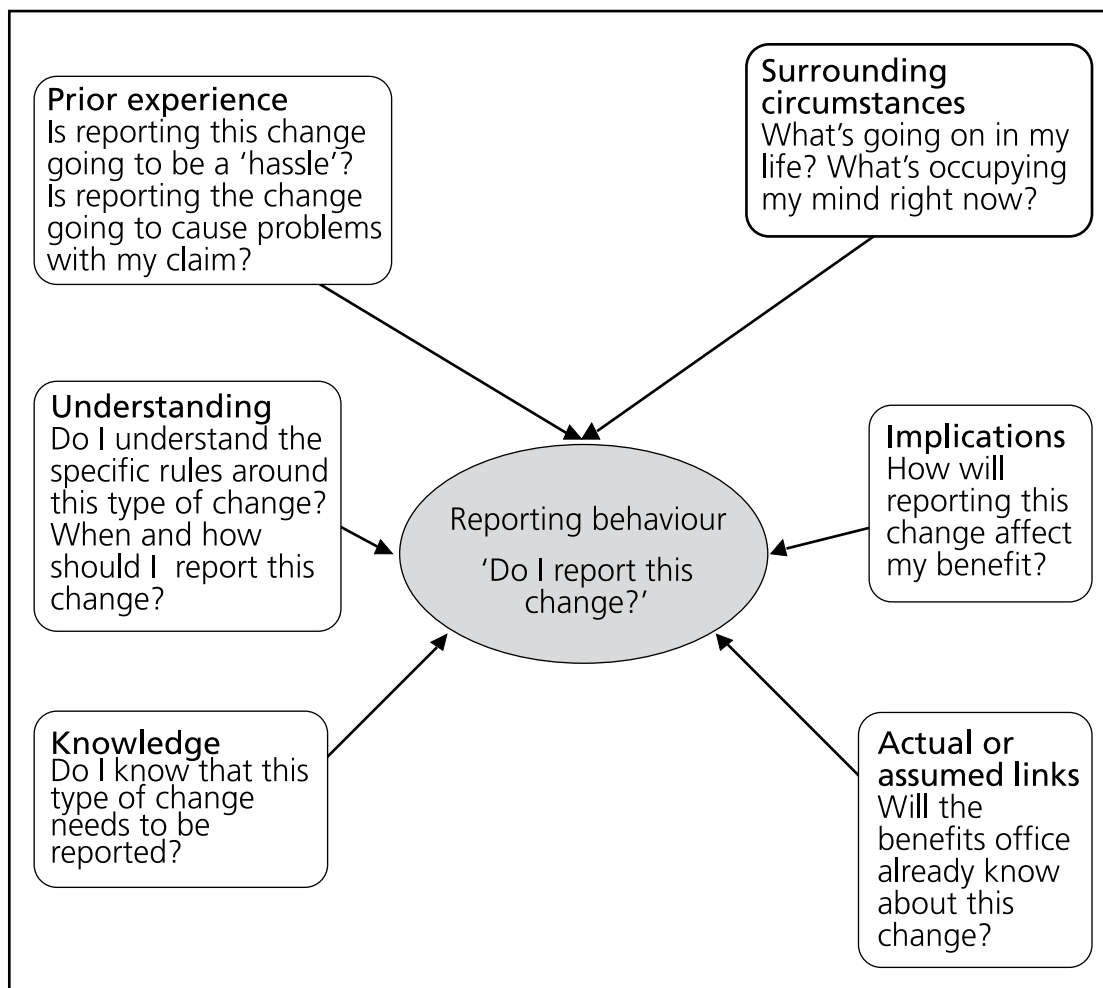 Prior experience
Is reporting this change
going to be a ‘hassle’?
Is reporting the change
going to cause problems
with my claim?
Surrounding
circumstances
What’s going on in my
life? What’s occupying
my mind right now?
Understanding
Do I understand the
specific rules around
this type of change?
When and how
should I report this
change?
Reporting behaviour
‘Do I report this
change?’
Implications
How will
reporting this
change affect
my benefit?
Knowledge
Do I know that this
type of change
needs to be
reported?
Actual or
assumed links
Will the
benefits office
already know
about this
change?